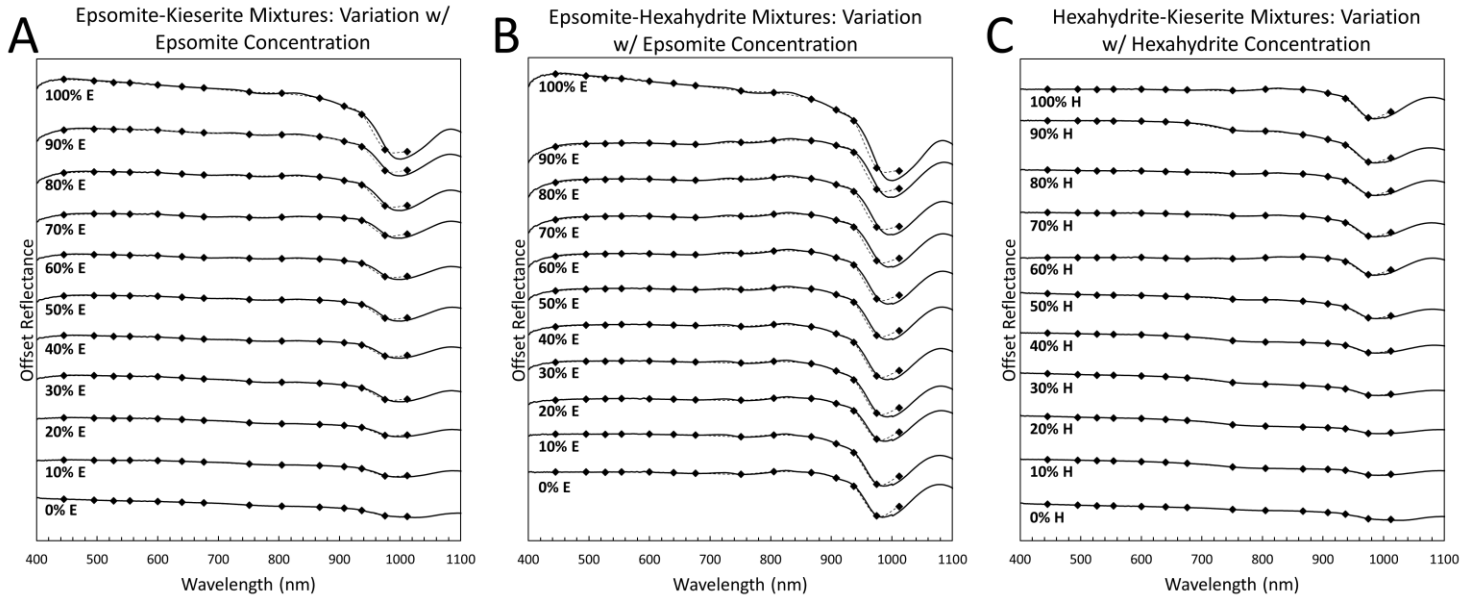 A
Epsomite-Kieserite Mixtures: Variation w/
Epsomite Concentration
100% E
90% E
80% E
70% E
60% E
50% E
40% E
30% E
20% E
10% E
0% E
Offset Reflectance
400 500 600 700 800 900 1000 1100
Wavelength (nm)
B
Epsomite-Hexahydrite Mixtures: Variation
w/ Epsomite Concentration
100% E
90% E
80% E
70% E
60% E
50% E
40% E
30% E
20% E
10% E
0% E
Offset Reflectance
400 500 600 700 800 900 1000 1100
Wavelength (nm)
C
Hexahydrite-Kieserite Mixtures: Variation
w/ Hexahydrite Concentration
100% H
90% H
80% H
70% H
60% H
50% H
40% H
30% H
20% H
10% H
0% H
Offset Reflectance
400 500 600 700 800 900 1000 1100
Wavelength (nm)